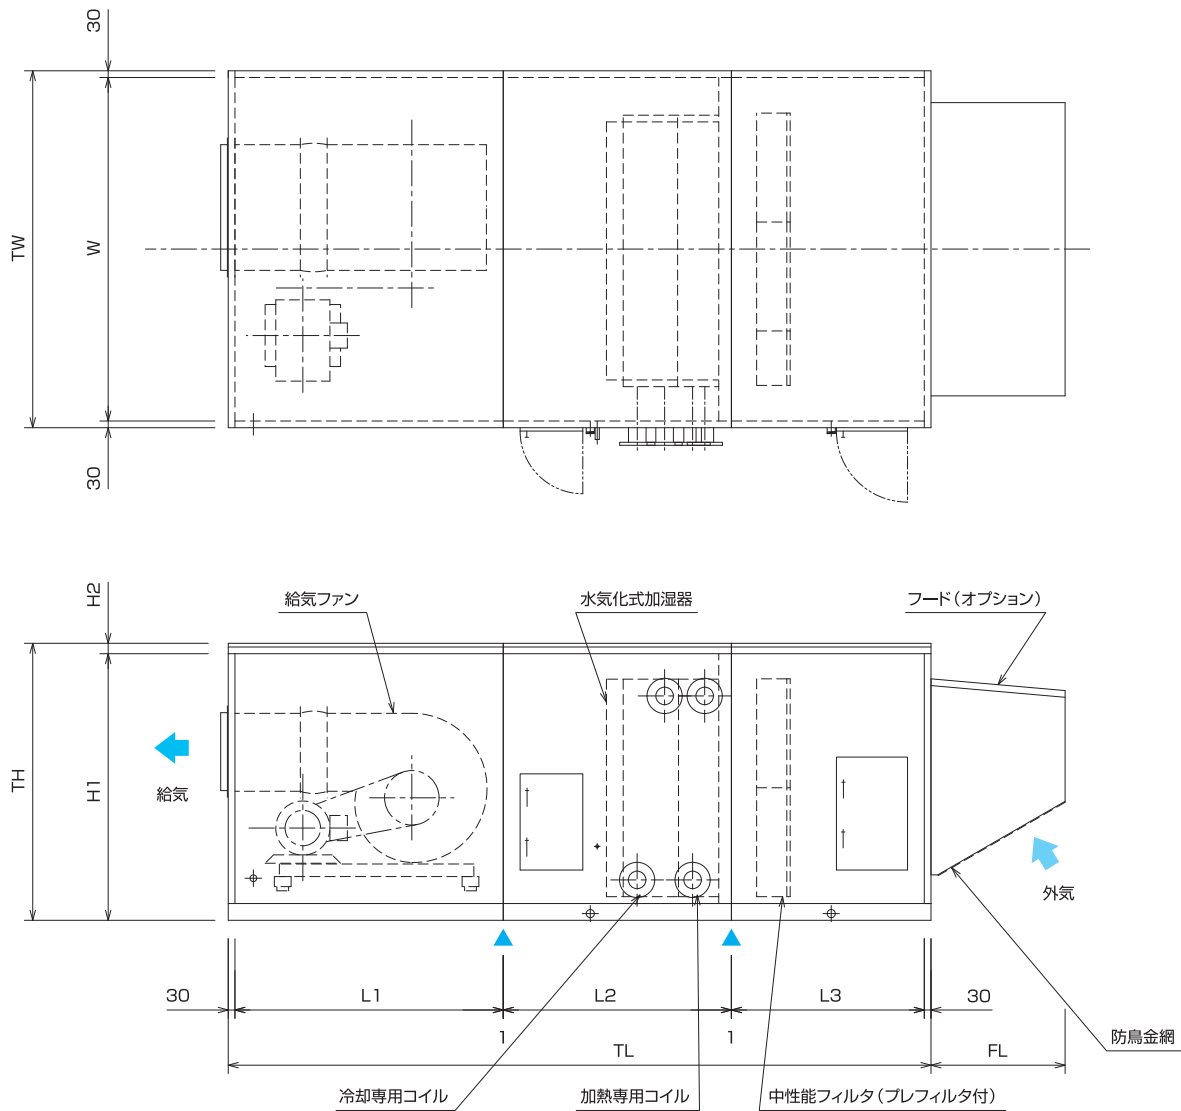 30
TW
W
30
H2
給気ファン
水気化式加湿器
フード(オプション)
TH
H1
給気
外気
30
L1
L2
L3
30
1
1
TL
FL
防鳥金網
冷却専用コイル
加熱専用コイル
中性能フィルタ(プレフィルタ付)